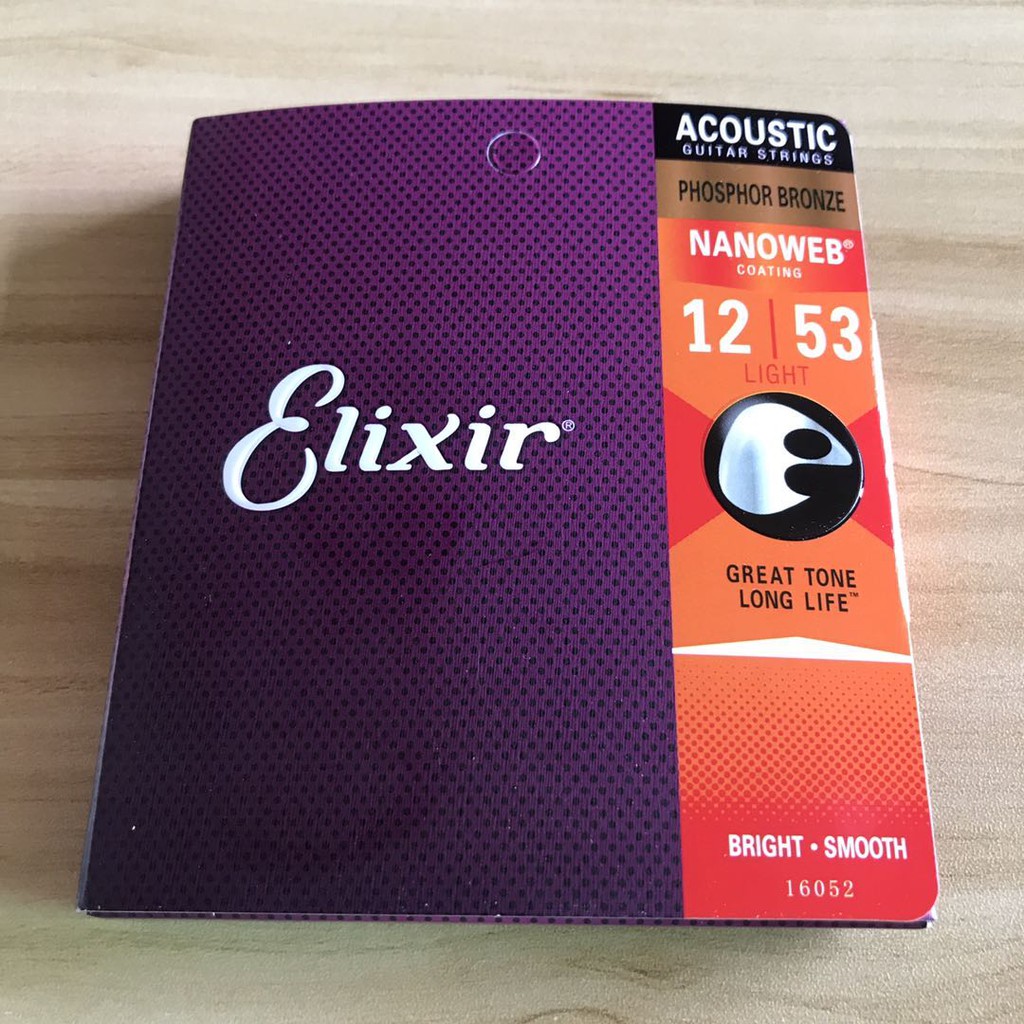 Elixir®
ACOUSTIC
GUITAR STRINGS
PHOSPHOR BRONZE
NANOWEB®
COATING
12 | 53
LIGHT
GREAT TONE
LONG LIFE™
BRIGHT • SMOOTH
16052